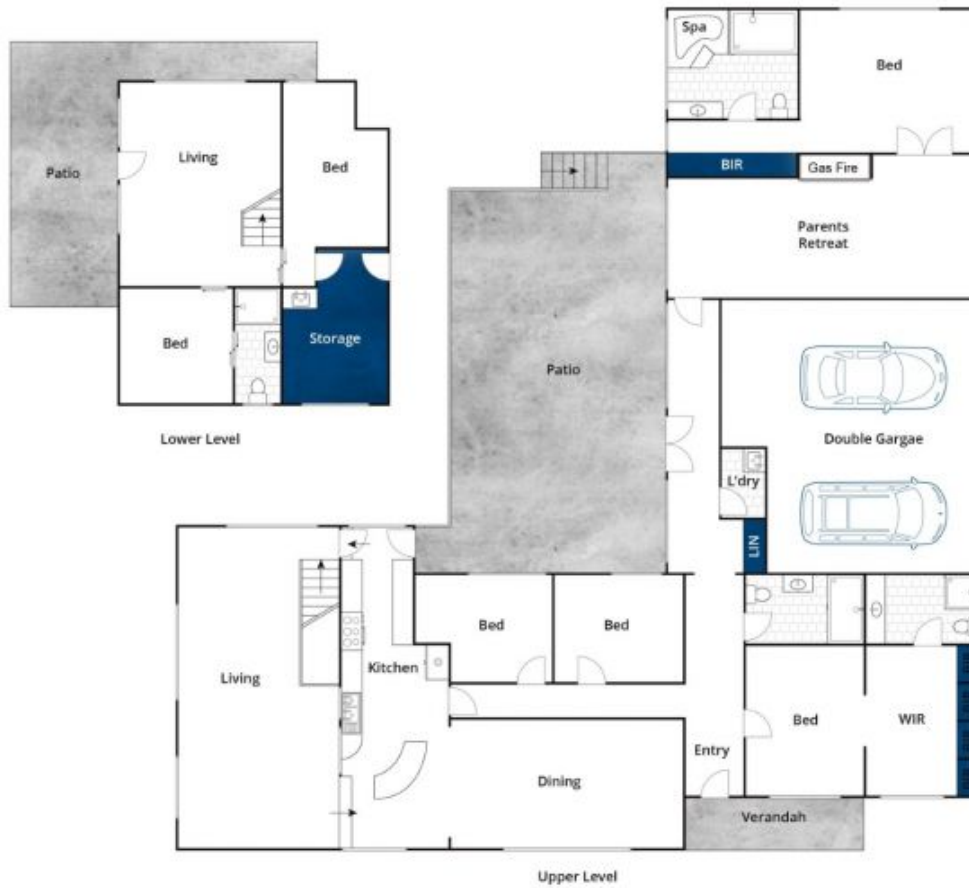 Spa
Bed
Living
Bed
Patio
BIR
Gas Fire
Parents
Retreat
Bed
Storage
Patio
Lower Level
Double Gargae
L'dry
LIN
Bed
Bed
Living
Kitchen
Bed
WIR
Entry
Dining
Verandah
Upper Level